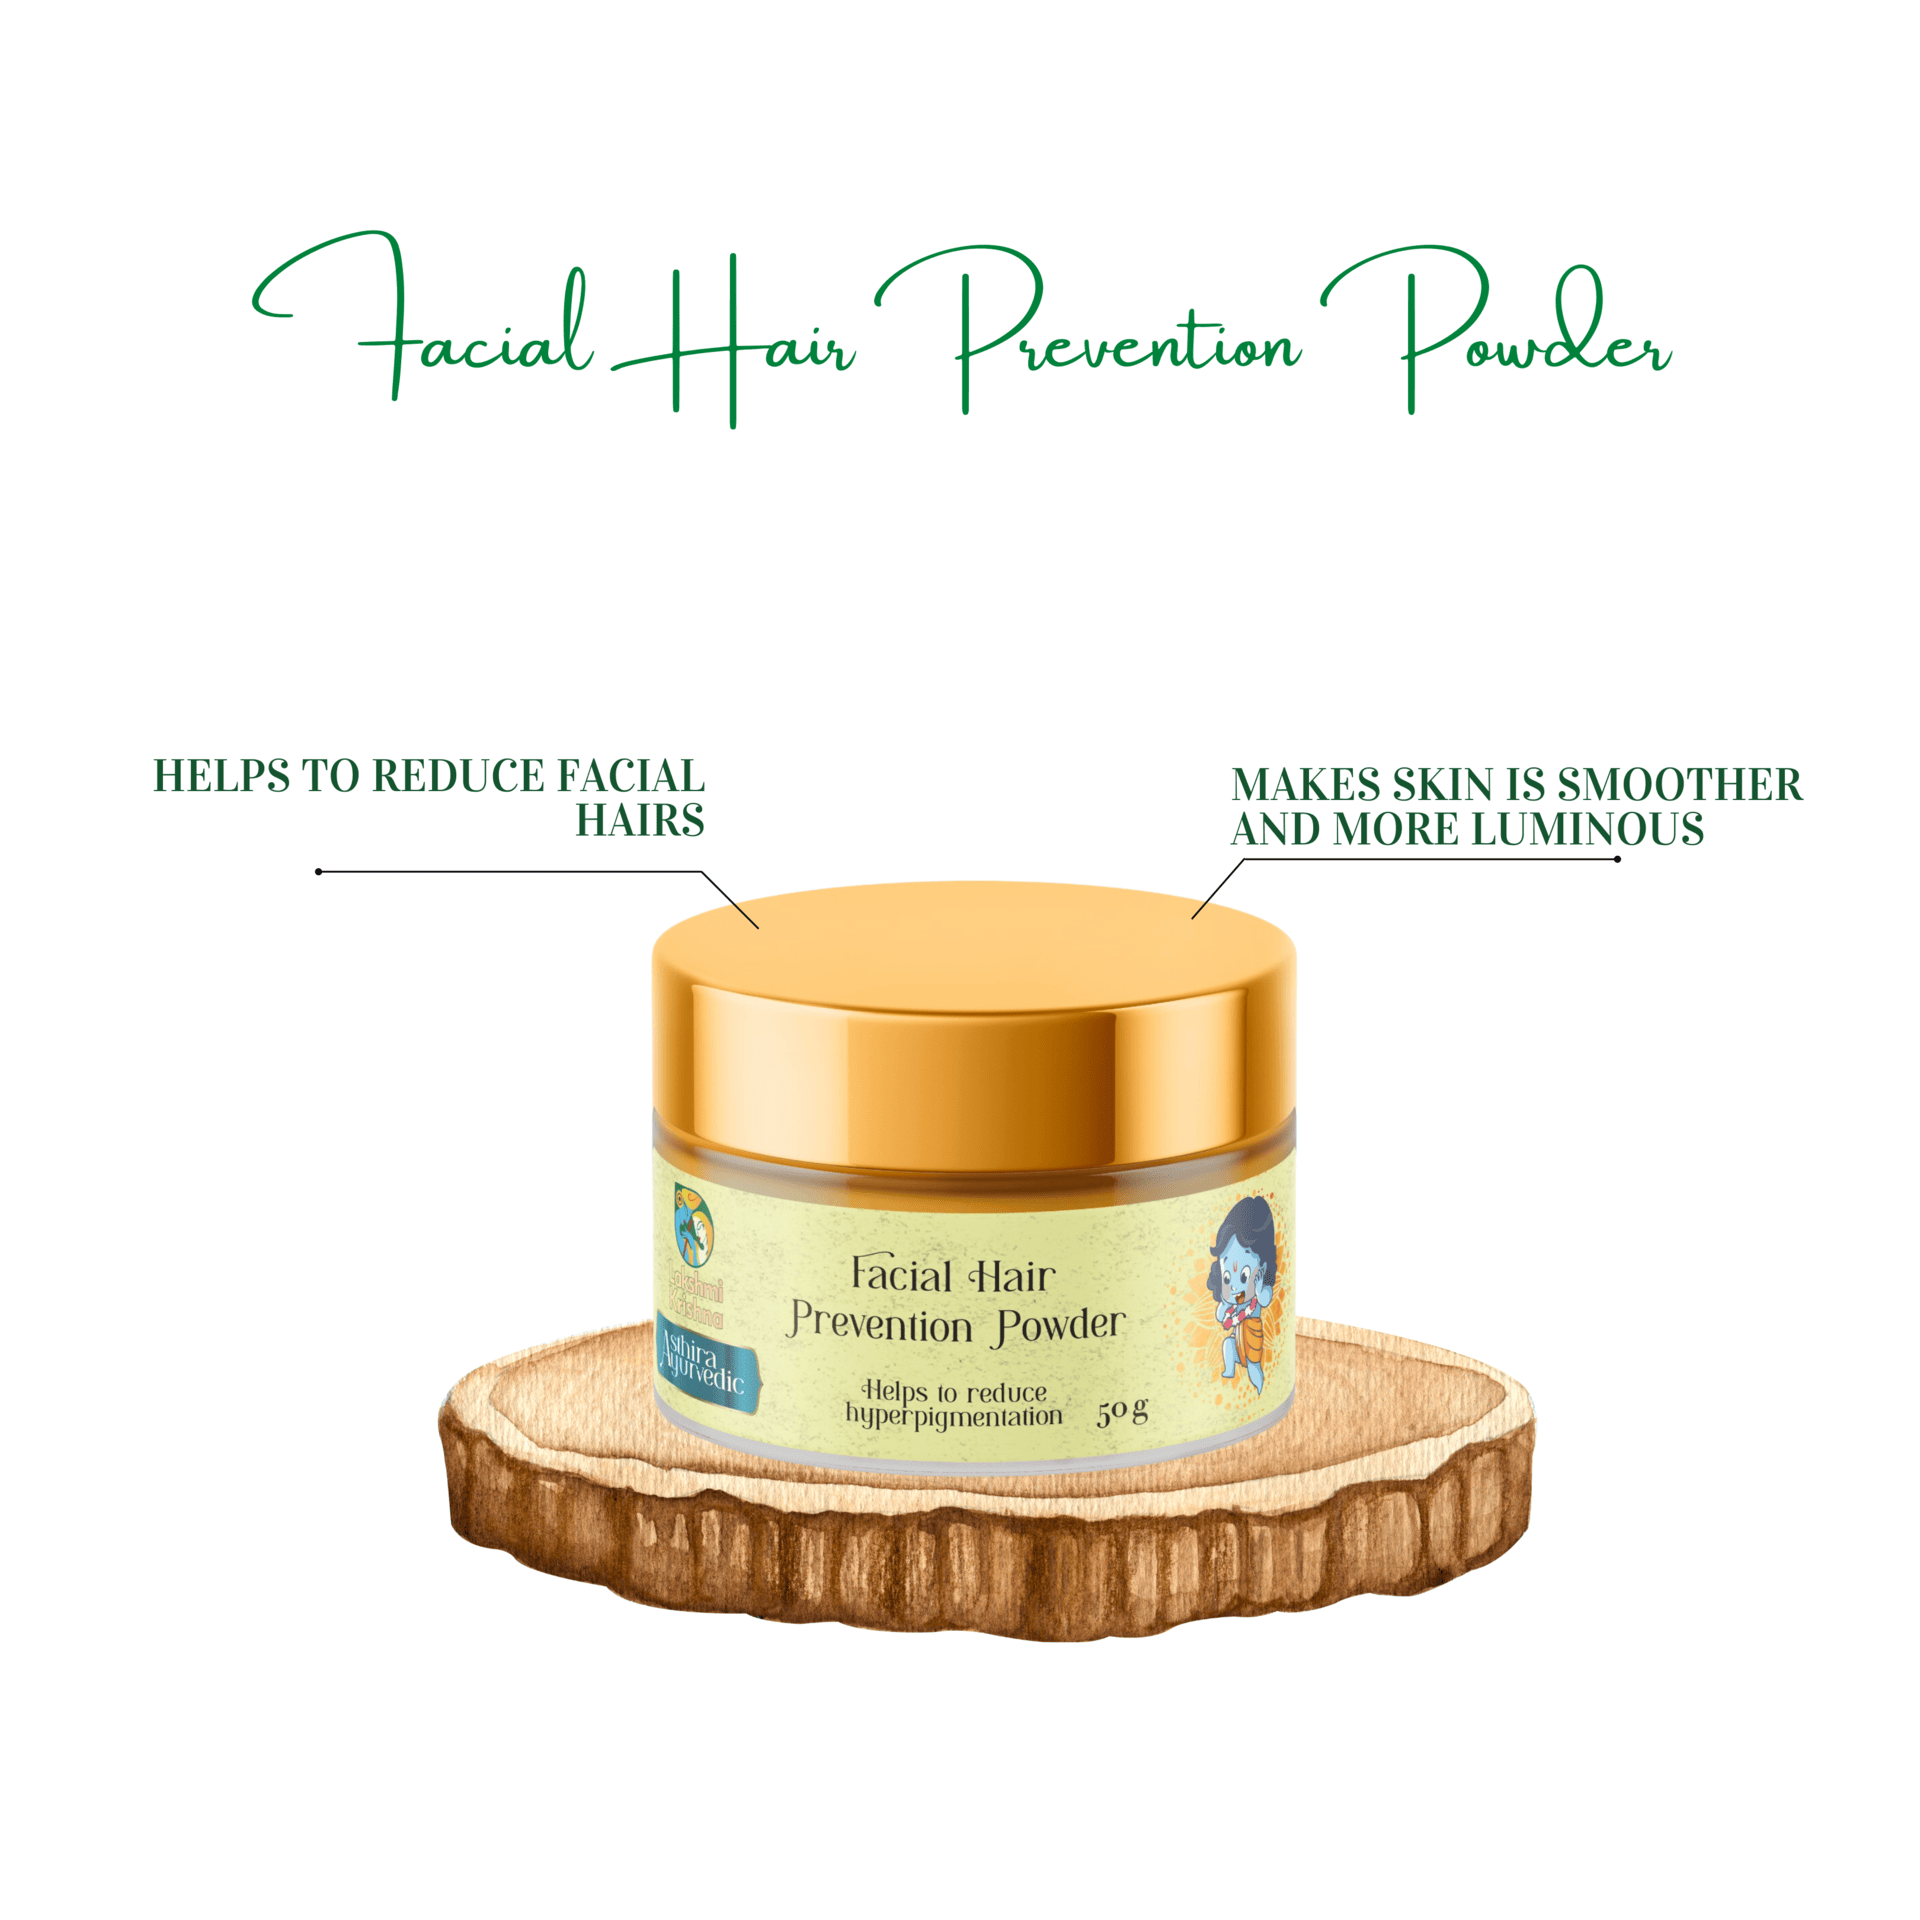 Facial Hair Prevention Powder
HELPS TO REDUCE FACIAL
HAIRS
MAKES SKIN IS SMOOTHER
AND MORE LUMINOUS
Lakshmi
Krishna
Asthira
Ayurvedic
Facial Hair
Prevention Powder
Helps to reduce
hyperpigmentation
50 g